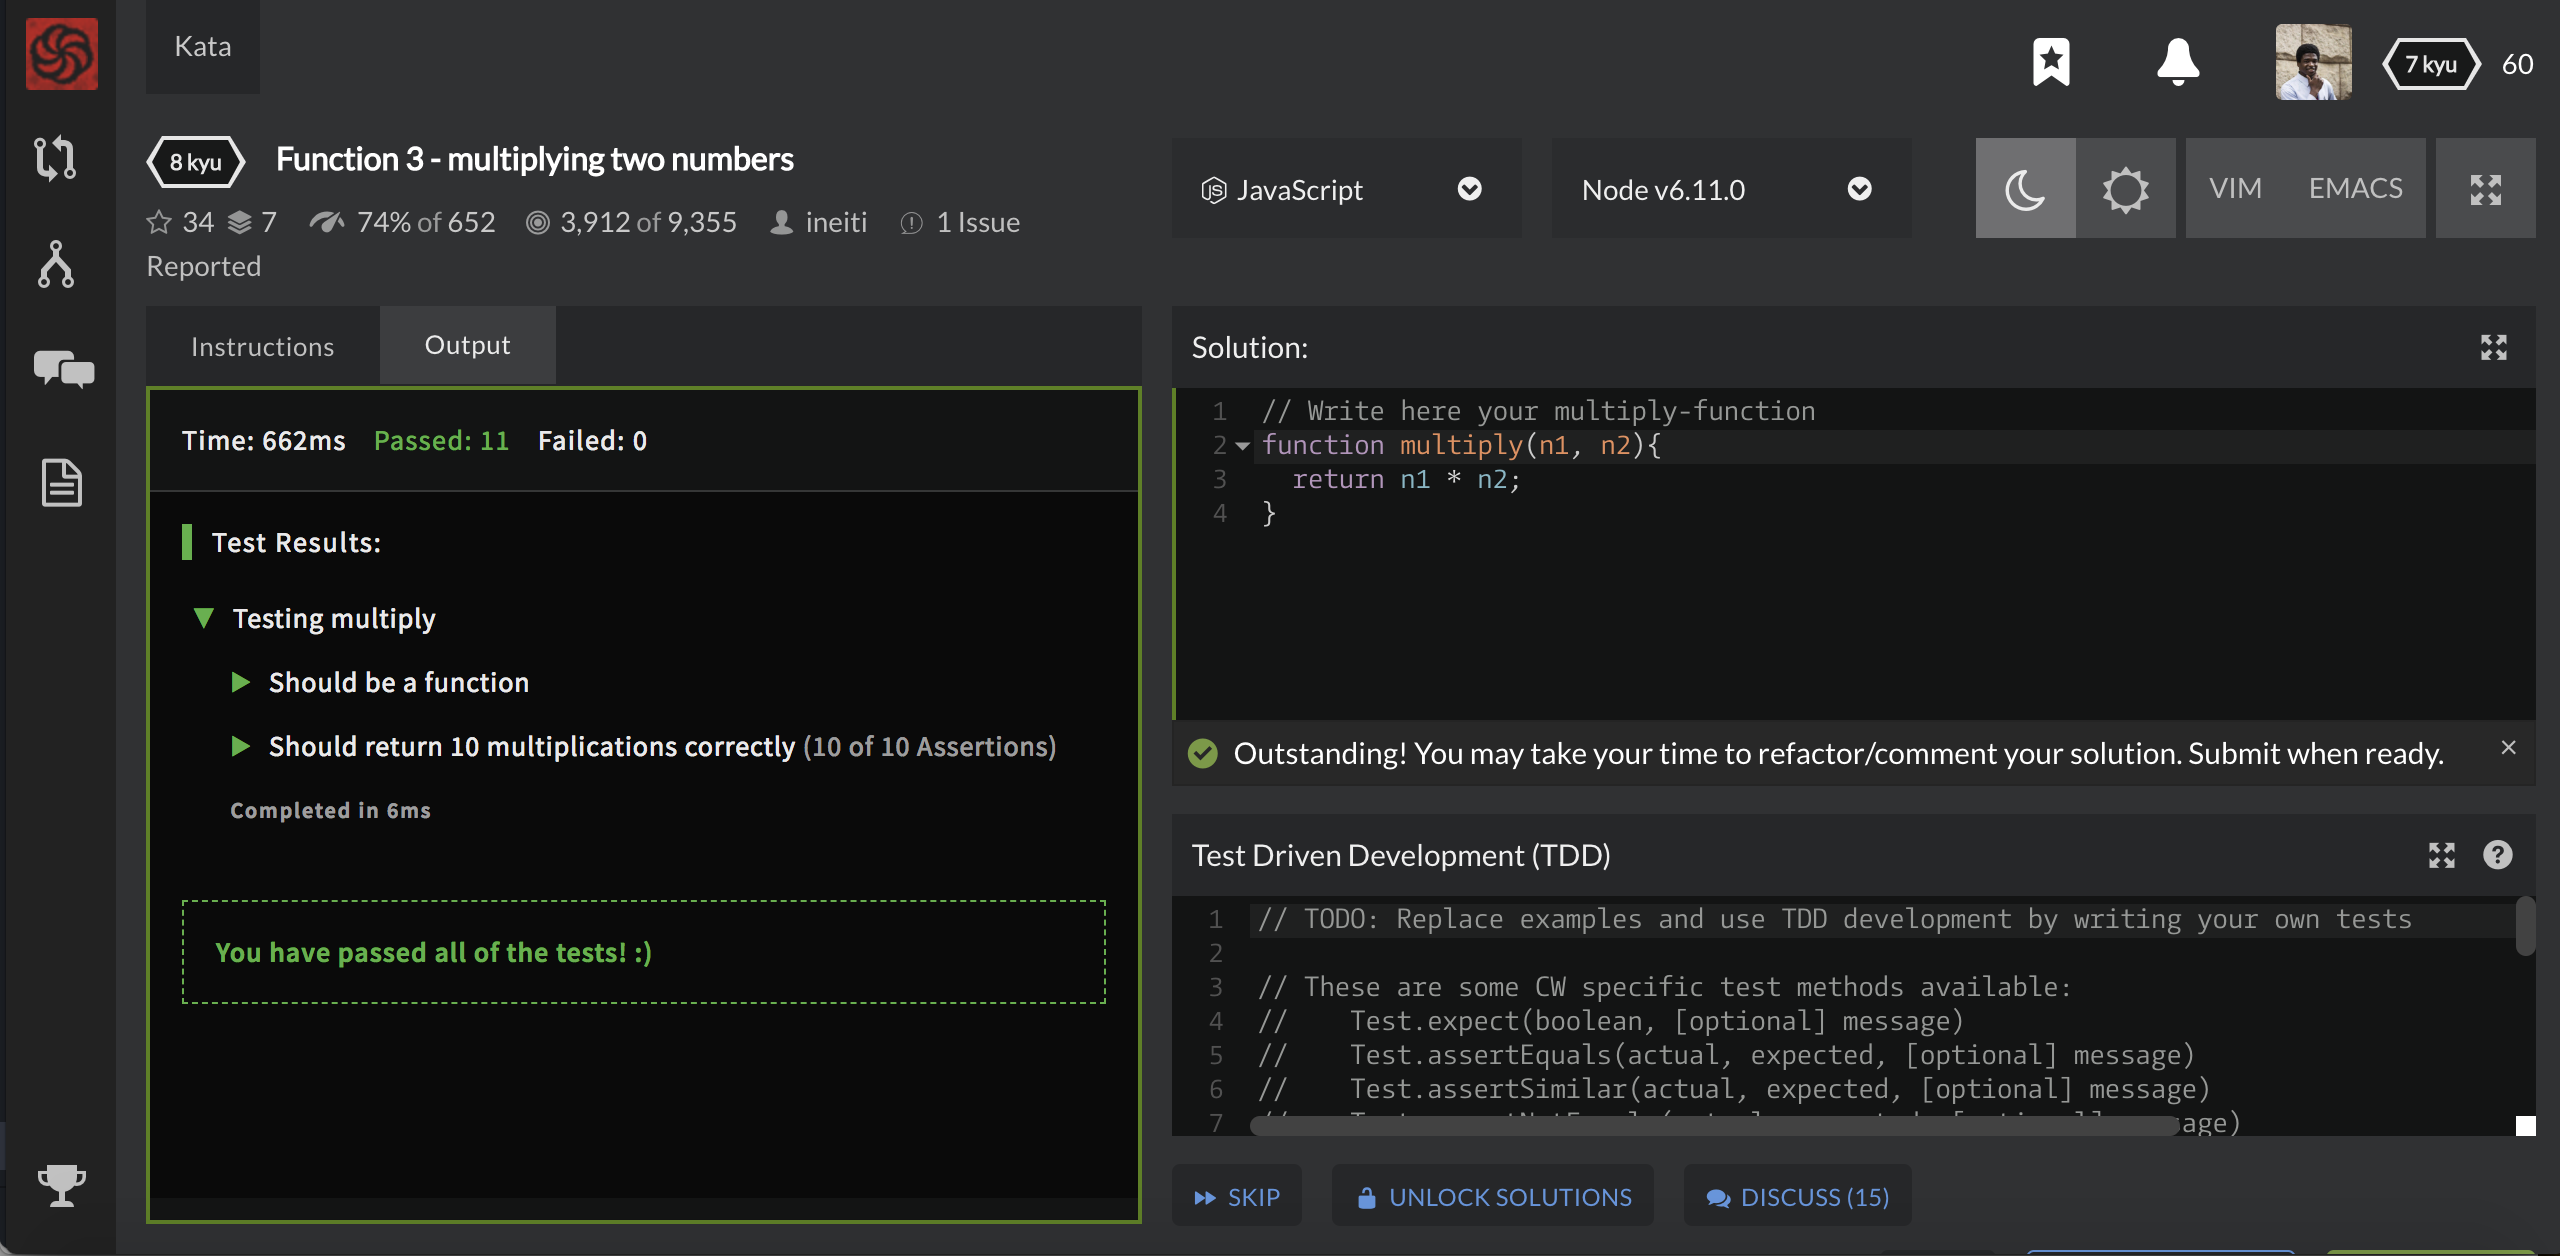 Kata
7 kyu 60
8 kyu Function 3 - multiplying two numbers
34 7 74% of 652 3,912 of 9,355 ineiti 1 Issue
Reported
JavaScript
Node v6.11.0
VIM EMACS
Instructions Output
Time: 662ms Passed: 11 Failed: 0
Test Results:
Testing multiply
Should be a function
Should return 10 multiplications correctly (10 of 10 Assertions)
Completed in 6ms
You have passed all of the tests! :)
Solution:
1 // Write here your multiply-function
2 function multiply(n1, n2){
3 return n1 * n2;
4 }
Outstanding! You may take your time to refactor/comment your solution. Submit when ready. ×
Test Driven Development (TDD)
1 // TODO: Replace examples and use TDD development by writing your own tests
2
3 // These are some CW specific test methods available:
4 // Test.expect(boolean, [optional] message)
5 // Test.assertEquals(actual, expected, [optional] message)
6 // Test.assertSimilar(actual, expected, [optional] message)
7
SKIP UNLOCK SOLUTIONS DISCUSS (15)